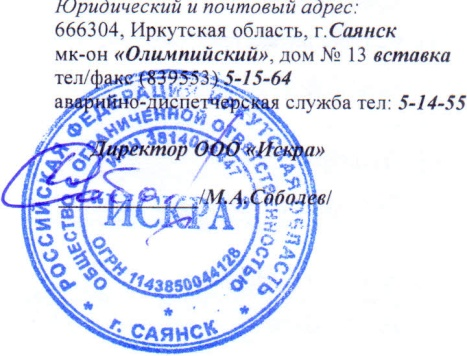 Юридический и почтовый адрес:
666304, Иркутская область, г.Саянск
мк-он «Олимпийский», дом № 13 вставка
тел/факс (839553) 5-15-64
аварийно-диспетчерская служба тел: 5-14-55
Директор ООО «Искра»
/М.А.Соболев/
РОССИЙСКАЯ ФЕДЕРАЦИЯ ИРКУТСКАЯ ОБЛАСТЬ
ОБЩЕСТВО С ОГРАНИЧЕННОЙ ОТВЕТСТВЕННОСТЬЮ
ИСКРА"
ОГРН 1143850044128
* г. САЯНСК *